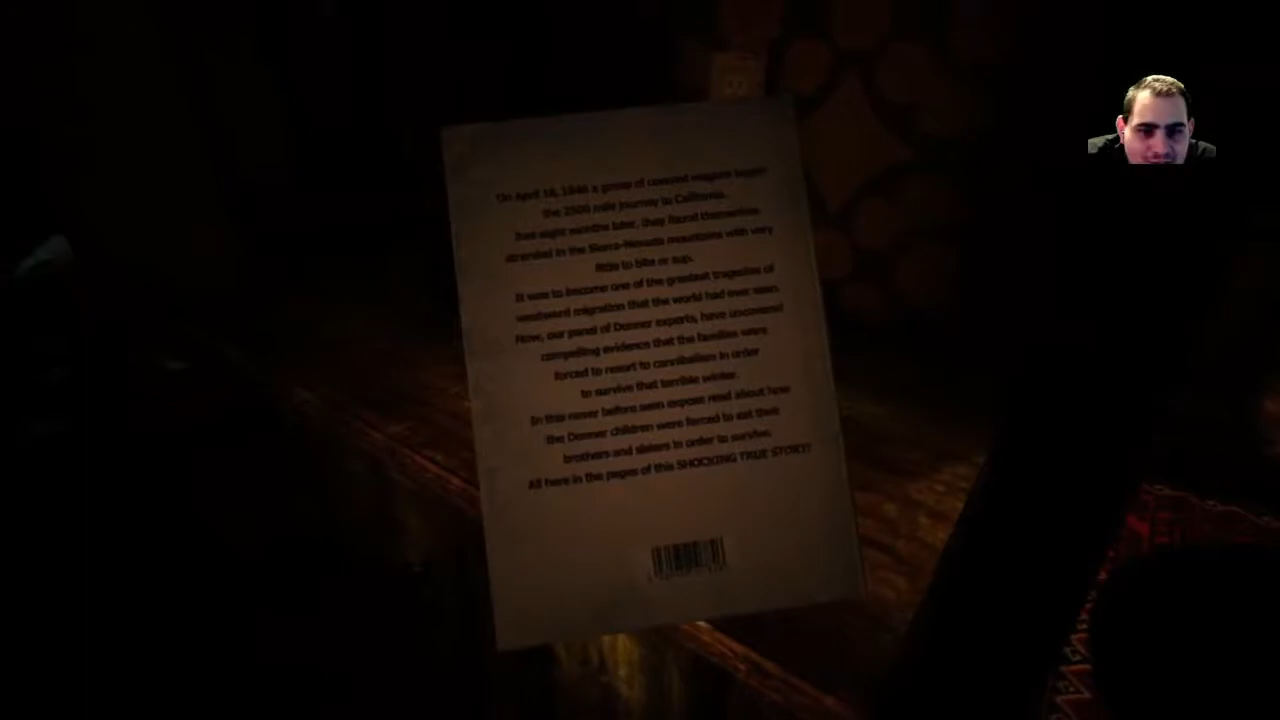 On April 18, 1846 a group of covered wagons began
the 2500 mile journey to California.
Just eight months later, they found themselves
stranded in the Sierra-Nevada mountains with very
little to bite or sup.
It was to become one of the greatest tragedies of
westward migration that the world had ever seen.
Now, our panel of Donner experts, have uncovered
compelling evidence that the families were
forced to resort to cannibalism in order
to survive that terrible winter.
In this never before seen expose read about how
the Donner children were forced to eat their
brothers and sisters in order to survive.
All here in the pages of this SHOCKING TRUE STORY!